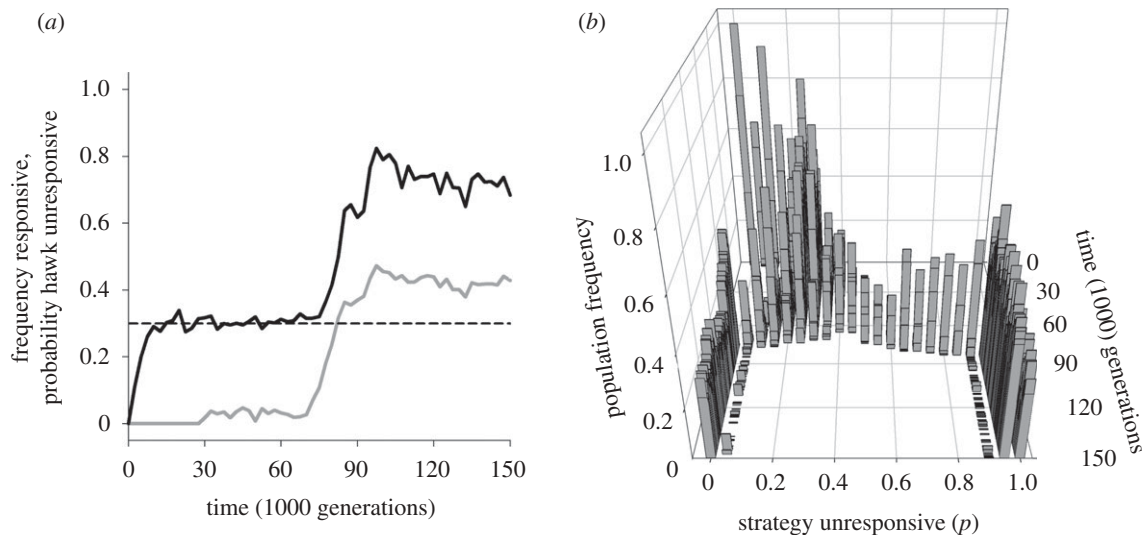 (a)
frequency responsive,
probability hawk unresponsive
1.0
0.8
0.6
0.4
0.2
0
0 30 60 90 120 150
time (1000 generations)
(b)
population frequency
1.0
0.8
0.6
0.4
0.2
0
0 0.2 0.4 0.6 0.8 1.0
strategy unresponsive (p)
time (1000) generations
0
30
60
90
120
150